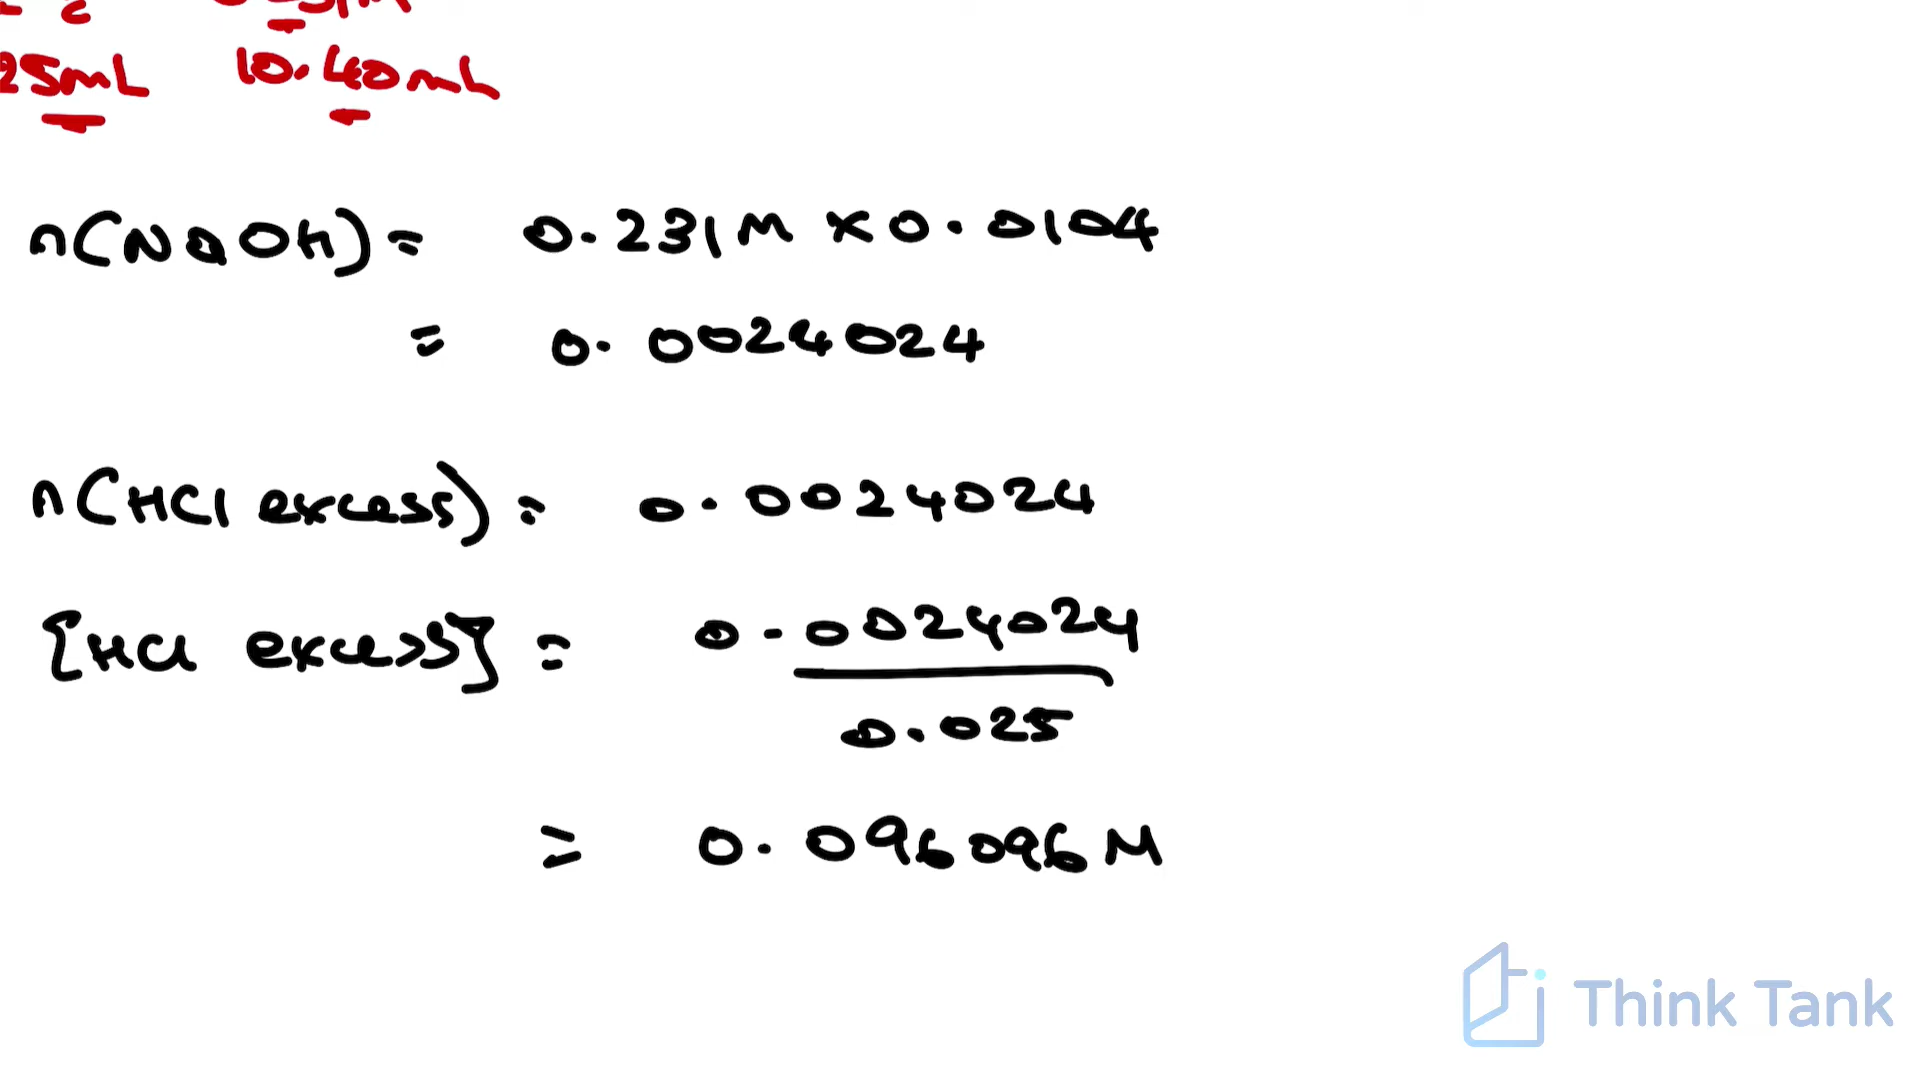 25mL 10.40mL
n(NaOH) = 0.231M × 0.0104
= 0.0024024
n(HCl excess) = 0.0024024
[HCl excess] = 0.0024024
0.025
= 0.096096M
Think Tank